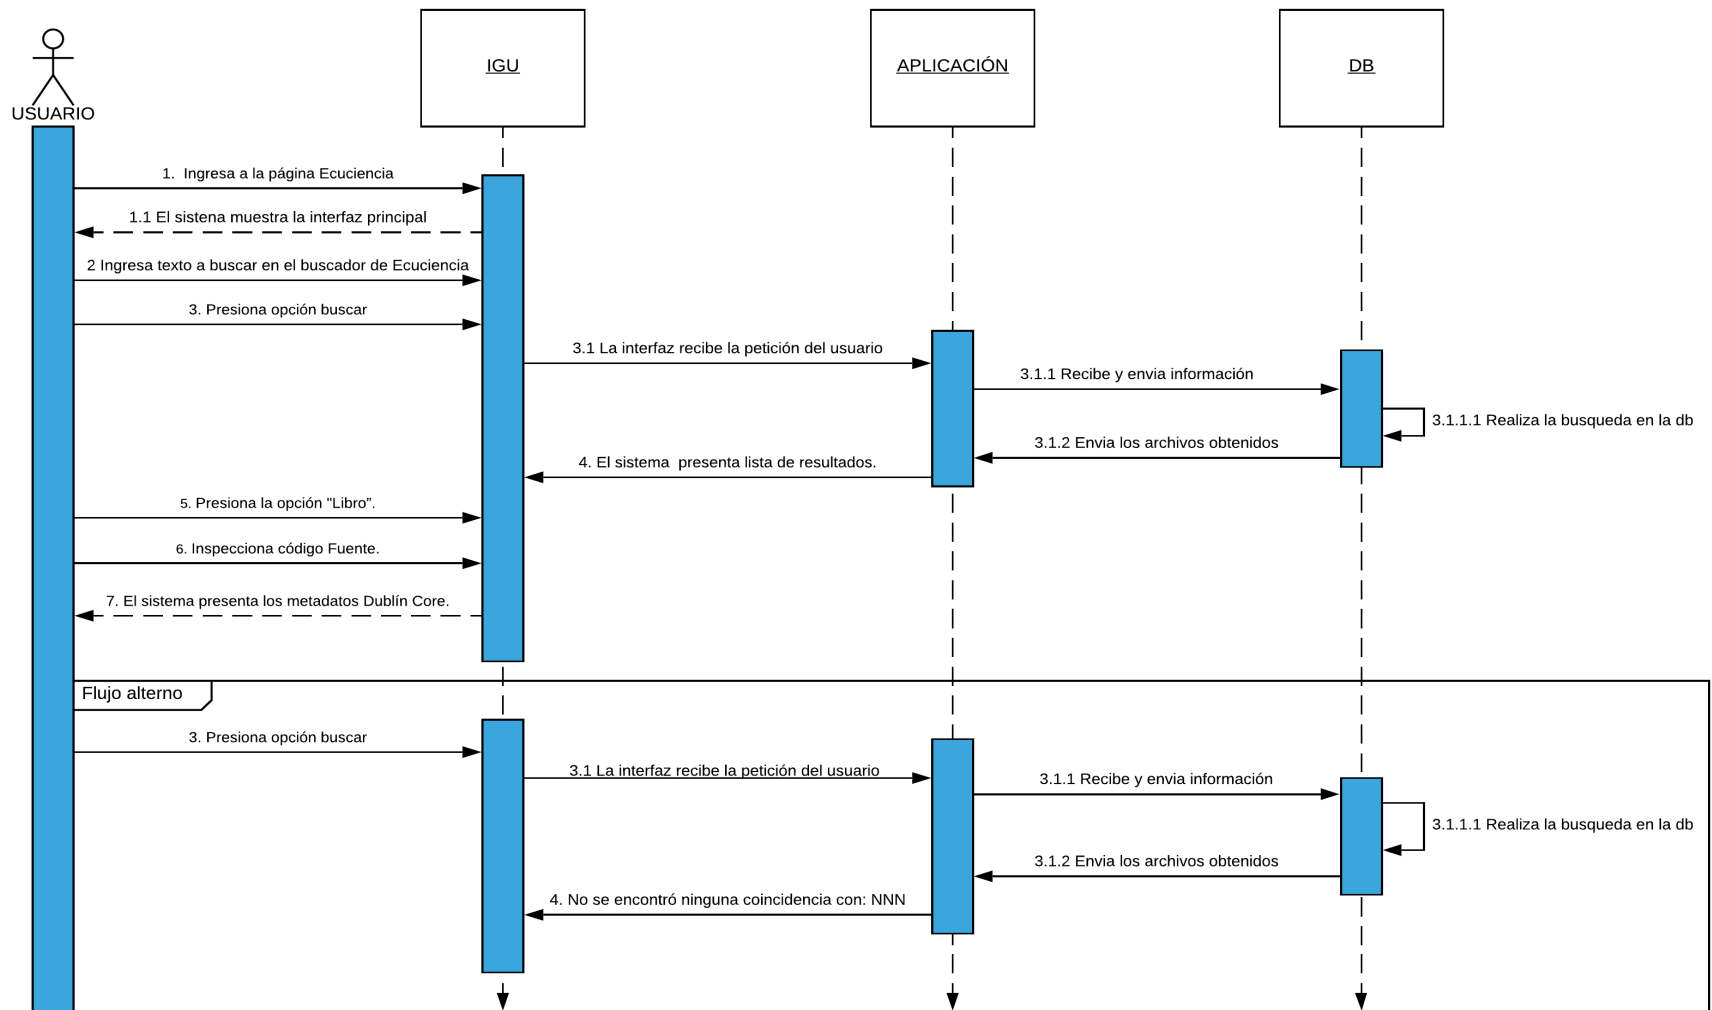 USUARIO
IGU
APLICACIÓN
DB
1.  Ingresa a la página Ecuciencia
1.1 El sistena muestra la interfaz principal
2 Ingresa texto a buscar en el buscador de Ecuciencia
3. Presiona opción buscar
3.1 La interfaz recibe la petición del usuario
3.1.1 Recibe y envia información
3.1.1.1 Realiza la busqueda en la db
3.1.2 Envia los archivos obtenidos
4. El sistema  presenta lista de resultados.
5. Presiona la opción "Libro”.
6. Inspecciona código Fuente.
7. El sistema presenta los metadatos Dublín Core.
Flujo alterno
3. Presiona opción buscar
3.1 La interfaz recibe la petición del usuario
3.1.1 Recibe y envia información
3.1.1.1 Realiza la busqueda en la db
3.1.2 Envia los archivos obtenidos
4. No se encontró ninguna coincidencia con: NNN